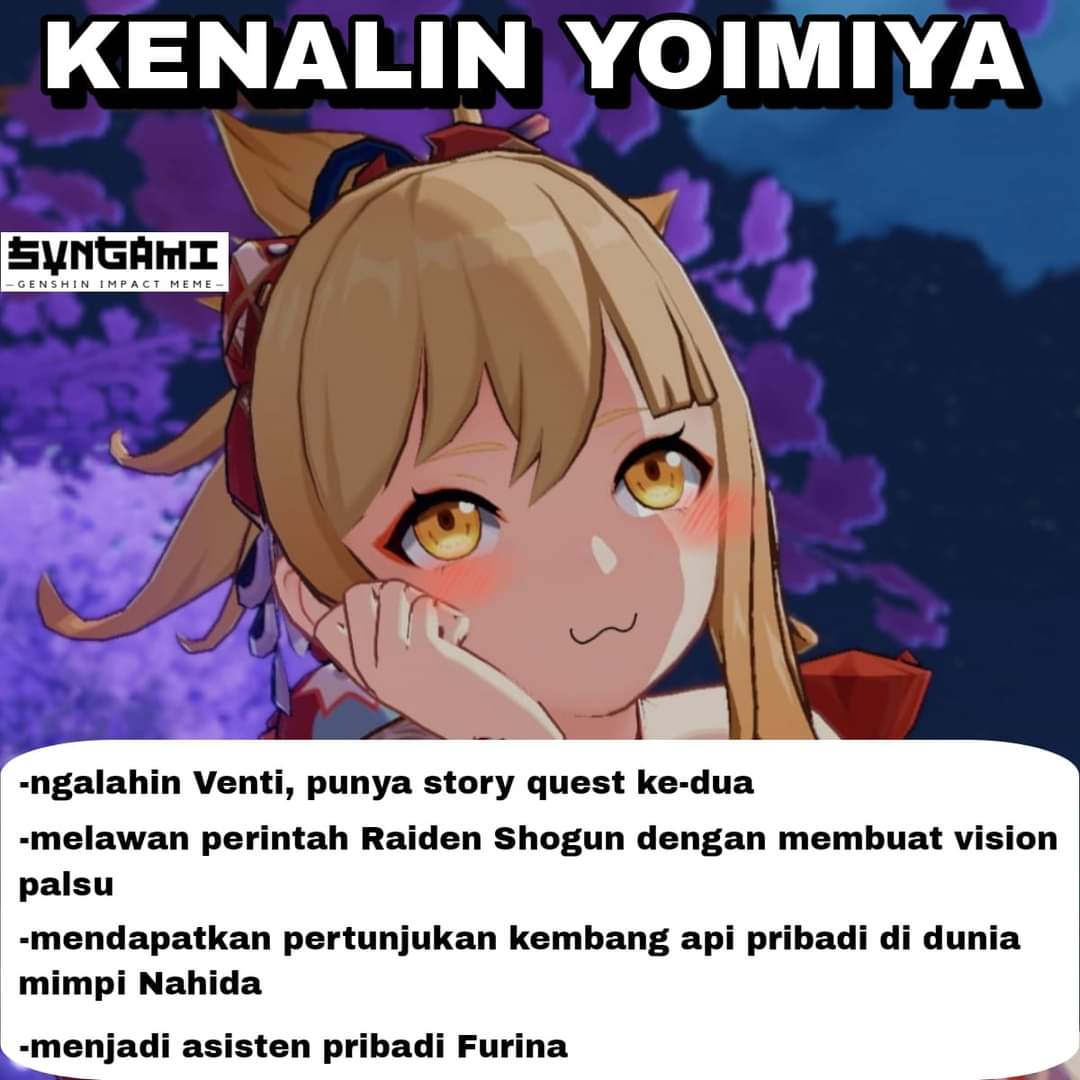 KENALIN YOIMIYA
SYNGAMI
GENSHIN IMPACT MEME
-ngalahin Venti, punya story quest ke-dua
-melawan perintah Raiden Shogun dengan membuat vision
palsu
-mendapatkan pertunjukan kembang api pribadi di dunia
mimpi Nahida
-menjadi asisten pribadi Furina